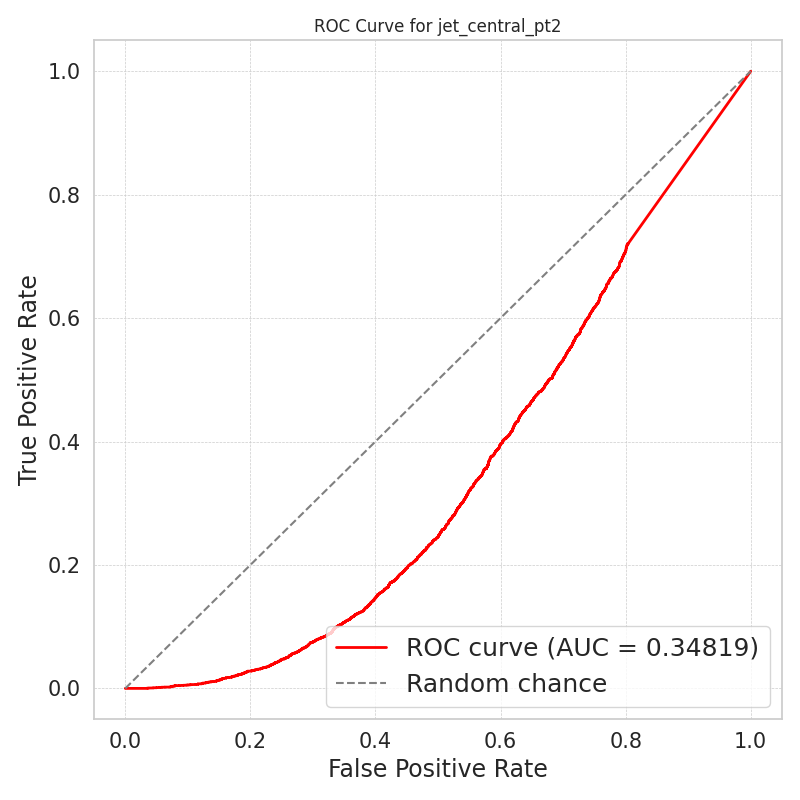 ROC Curve for jet_central_pt2
1.0
0.8
0.6
0.4
0.2
0.0
True Positive Rate
ROC curve (AUC = 0.34819)
Random chance
0.0 0.2 0.4 0.6 0.8 1.0
False Positive Rate